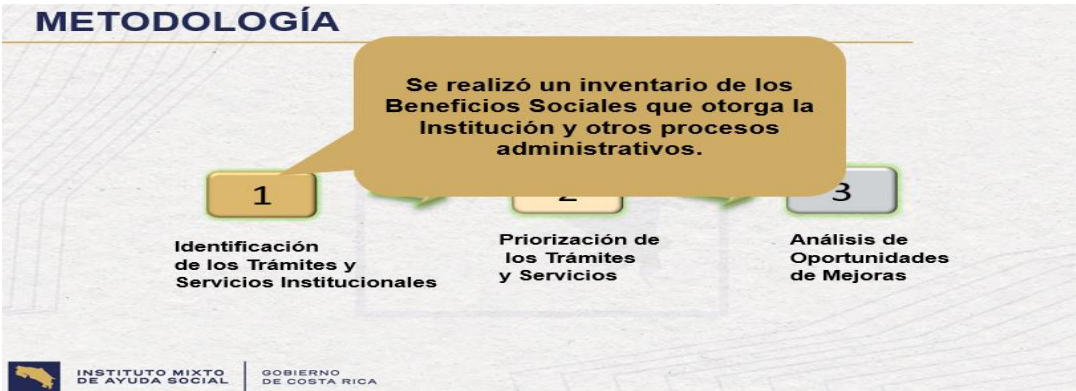 METODOLOGÍA
Se realizó un inventario de los
Beneficios Sociales que otorga la
Institución y otros procesos
administrativos.
1
2
3
Identificación
de los Trámites y
Servicios Institucionales
Priorización de
los Trámites
y Servicios
Análisis de
Oportunidades
de Mejoras
INSTITUTO MIXTO
DE AYUDA SOCIAL
GOBIERNO
DE COSTA RICA